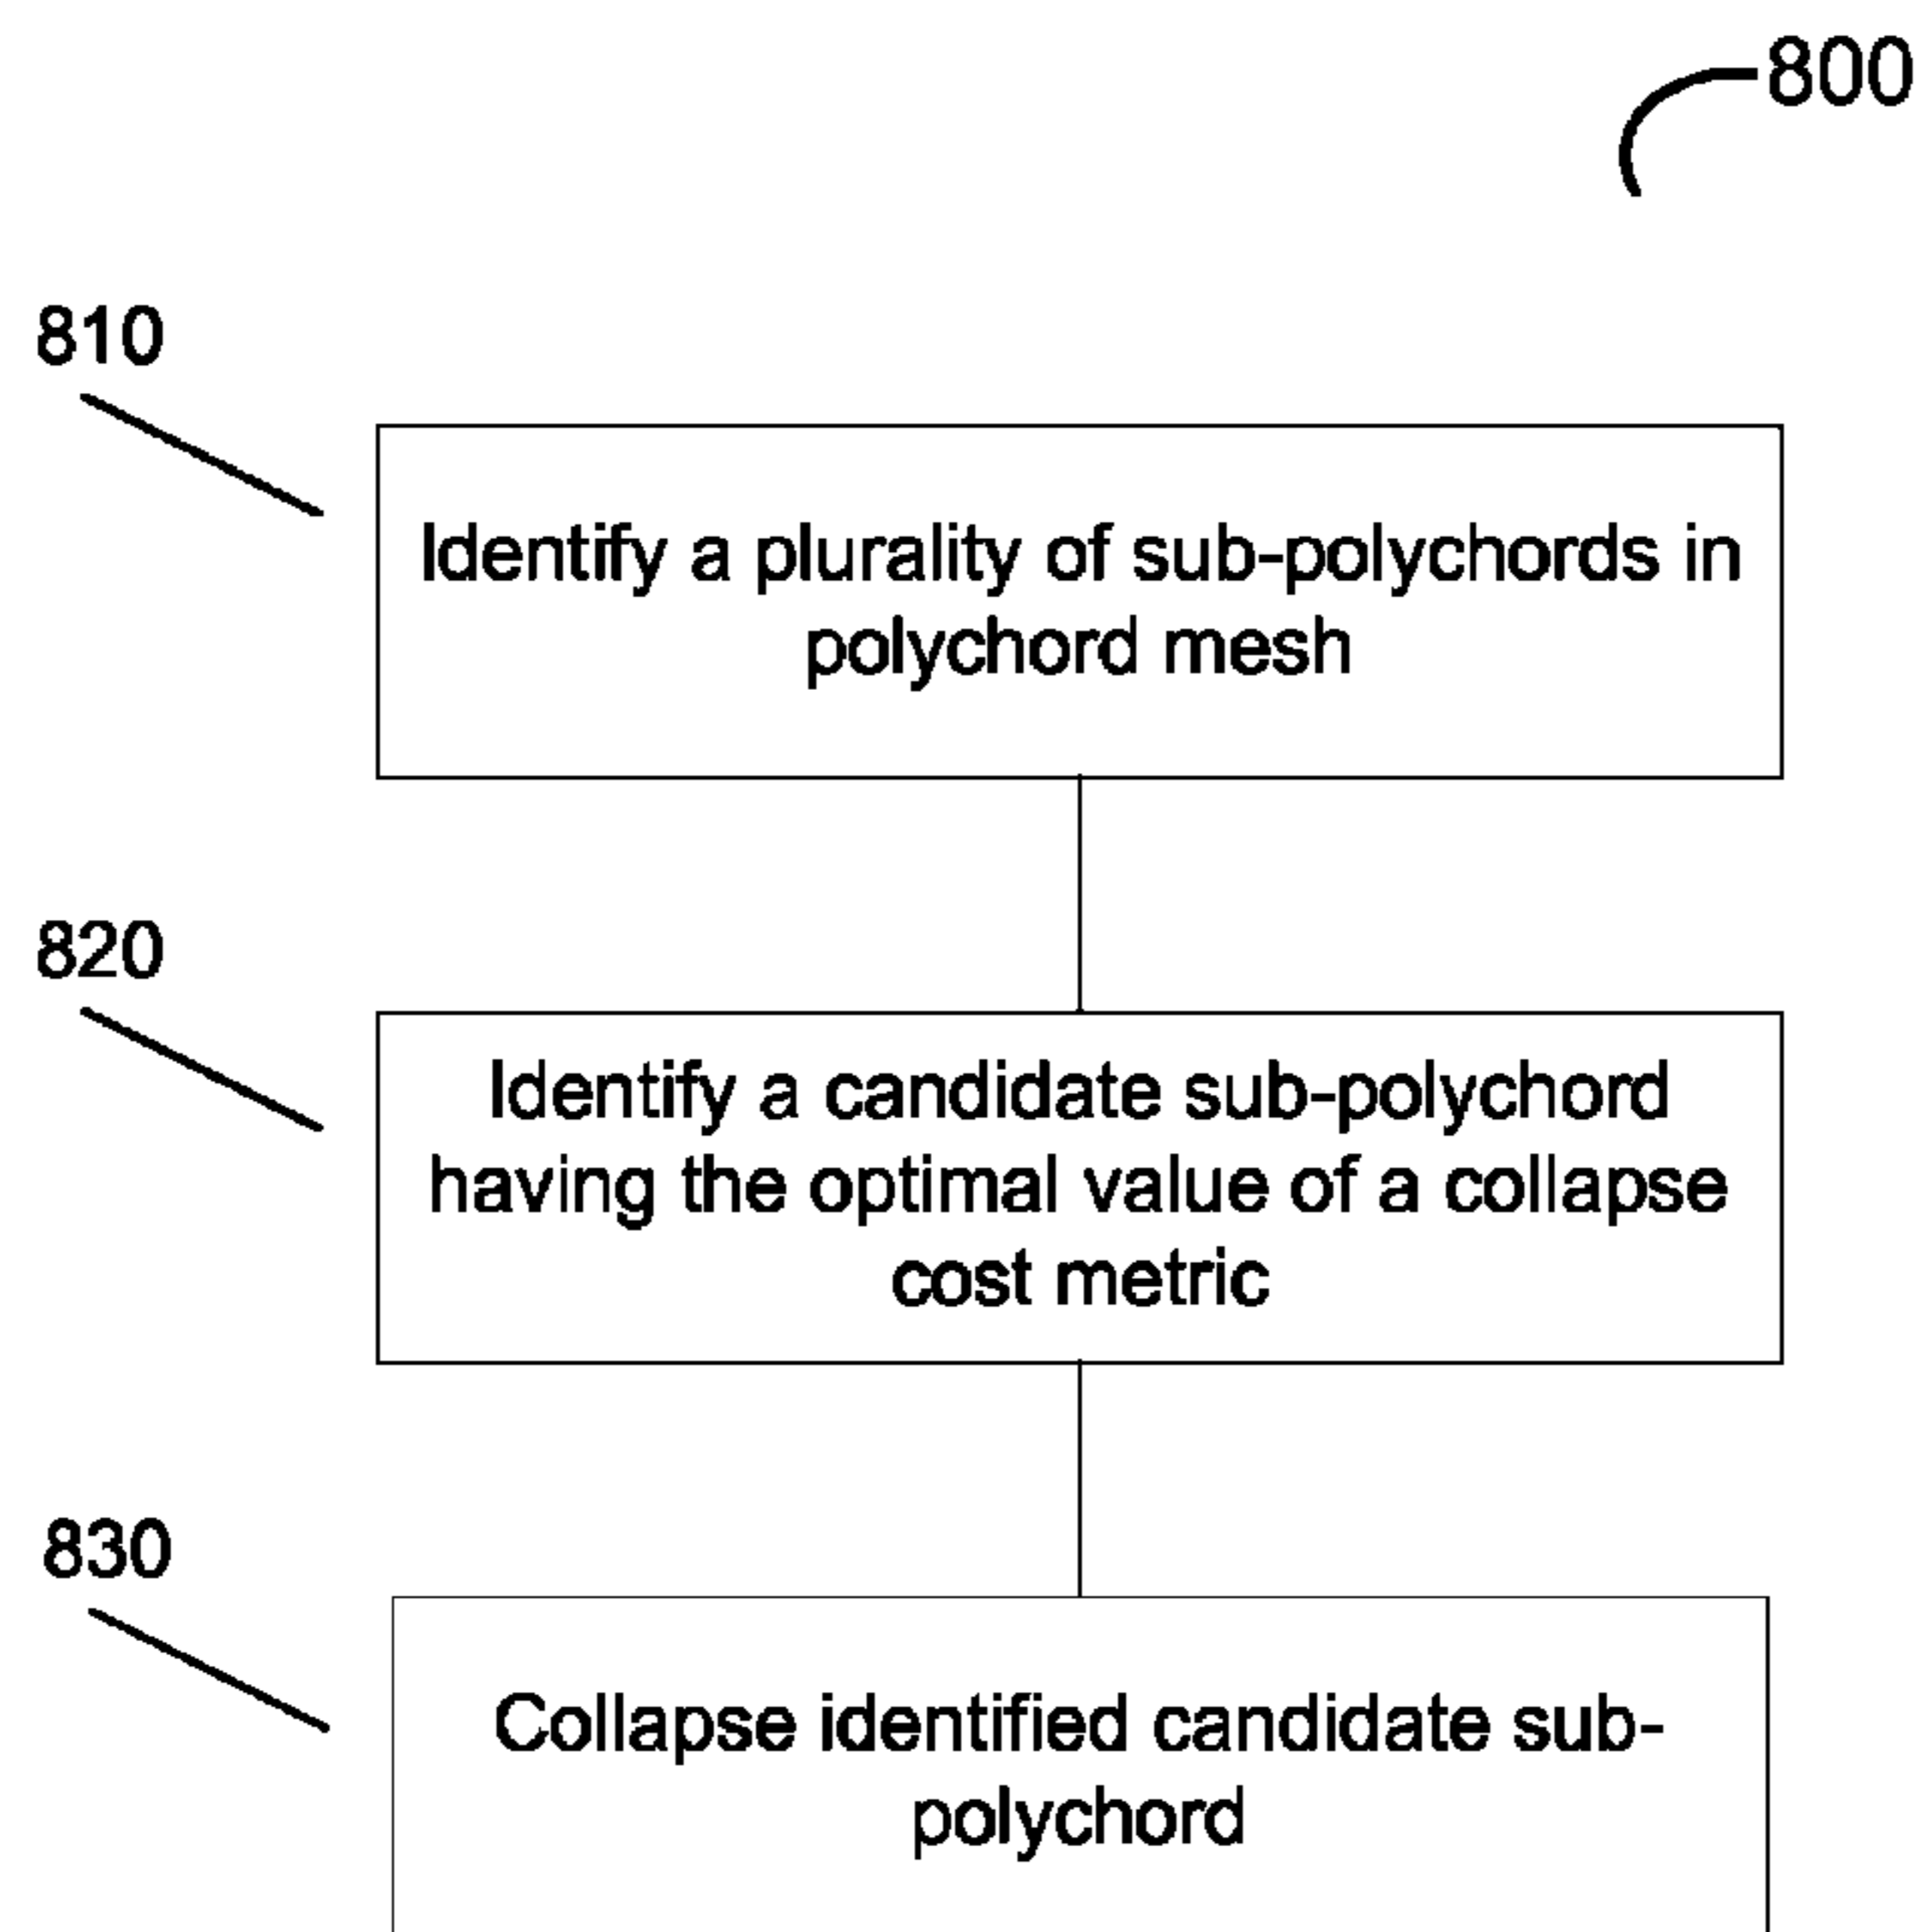 800
810
Identify a plurality of sub-polychords in
polychord mesh
820
Identify a candidate sub-polychord
having the optimal value of a collapse
cost metric
830
Collapse identified candidate sub-
polychord